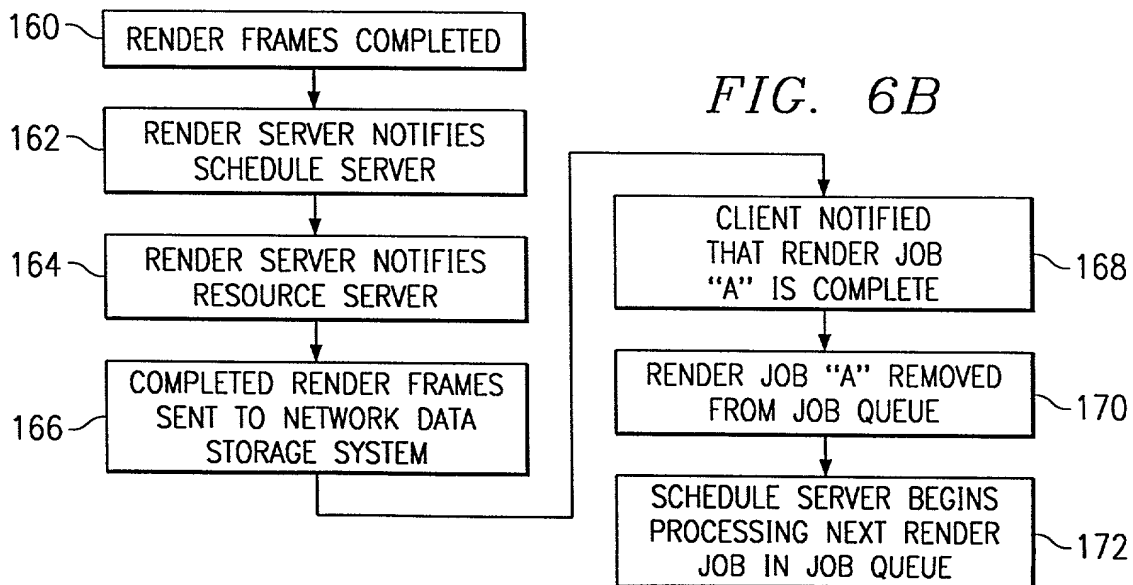 160
RENDER FRAMES COMPLETED
162
RENDER SERVER NOTIFIES
SCHEDULE SERVER
164
RENDER SERVER NOTIFIES
RESOURCE SERVER
166
COMPLETED RENDER FRAMES
SENT TO NETWORK DATA
STORAGE SYSTEM
FIG. 6B
CLIENT NOTIFIED
THAT RENDER JOB
“A” IS COMPLETE
168
RENDER JOB “A” REMOVED
FROM JOB QUEUE
170
SCHEDULE SERVER BEGINS
PROCESSING NEXT RENDER
JOB IN JOB QUEUE
172